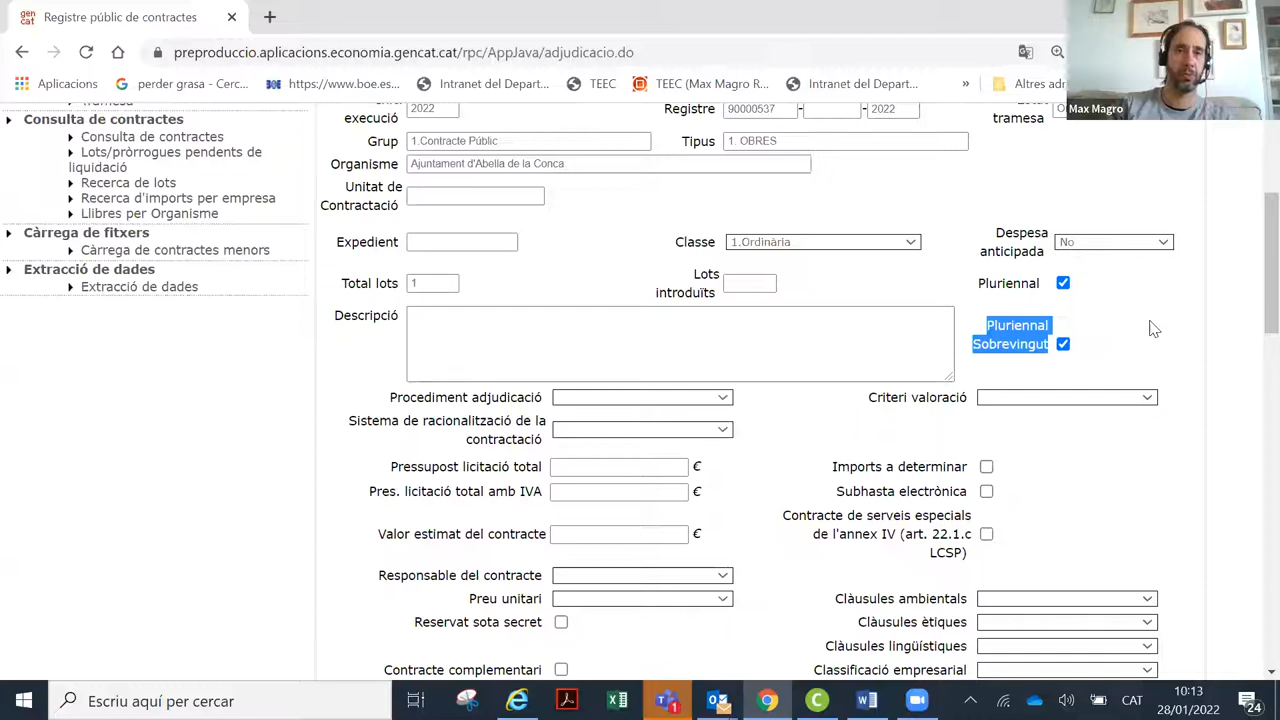 gen
cat
Registre públic de contractes
preproduccio.aplicacions.economia.gencat.cat/rpc/AppJava/adjudicacio.do
Aplicacions
perder grasa - Cerc...
https://www.boe.es...
Intranet del Depart...
TEEC
TEEC (Max Magro R...
Intranet del Depart...
»
Altres adr
Max Magro
Consulta de contractes
Consulta de contractes
Lots/pròrrogues pendents de
liquidació
Recerca de lots
Recerca d'imports per empresa
Llibres per Organisme
Càrrega de fitxers
Càrrega de contractes menors
Extracció de dades
Extracció de dades
execució 2022 Registre 90000537 - - 2022 tramesa
Grup 1.Contracte Públic Tipus 1. OBRES
Organisme Ajuntament d'Abella de la Conca
Unitat de
Contractació
Expedient Classe 1.Ordinària Despesa
anticipada No
Total lots 1 Lots
introduïts Pluriennal
Descripció Pluriennal
Sobrevingut
Procediment adjudicació Criteri valoració
Sistema de racionalització de la
contractació
Pressupost licitació total € Imports a determinar
Pres. licitació total amb IVA € Subhasta electrònica
Valor estimat del contracte € Contracte de serveis especials
de l'annex IV (art. 22.1.c
LCSP)
Responsable del contracte
Preu unitari Clàusules ambientals
Reservat sota secret Clàusules ètiques
Clàusules lingüístiques
Contracte complementari Classificació empresarial
Escriu aquí per cercar
CAT
10:13
28/01/2022
24